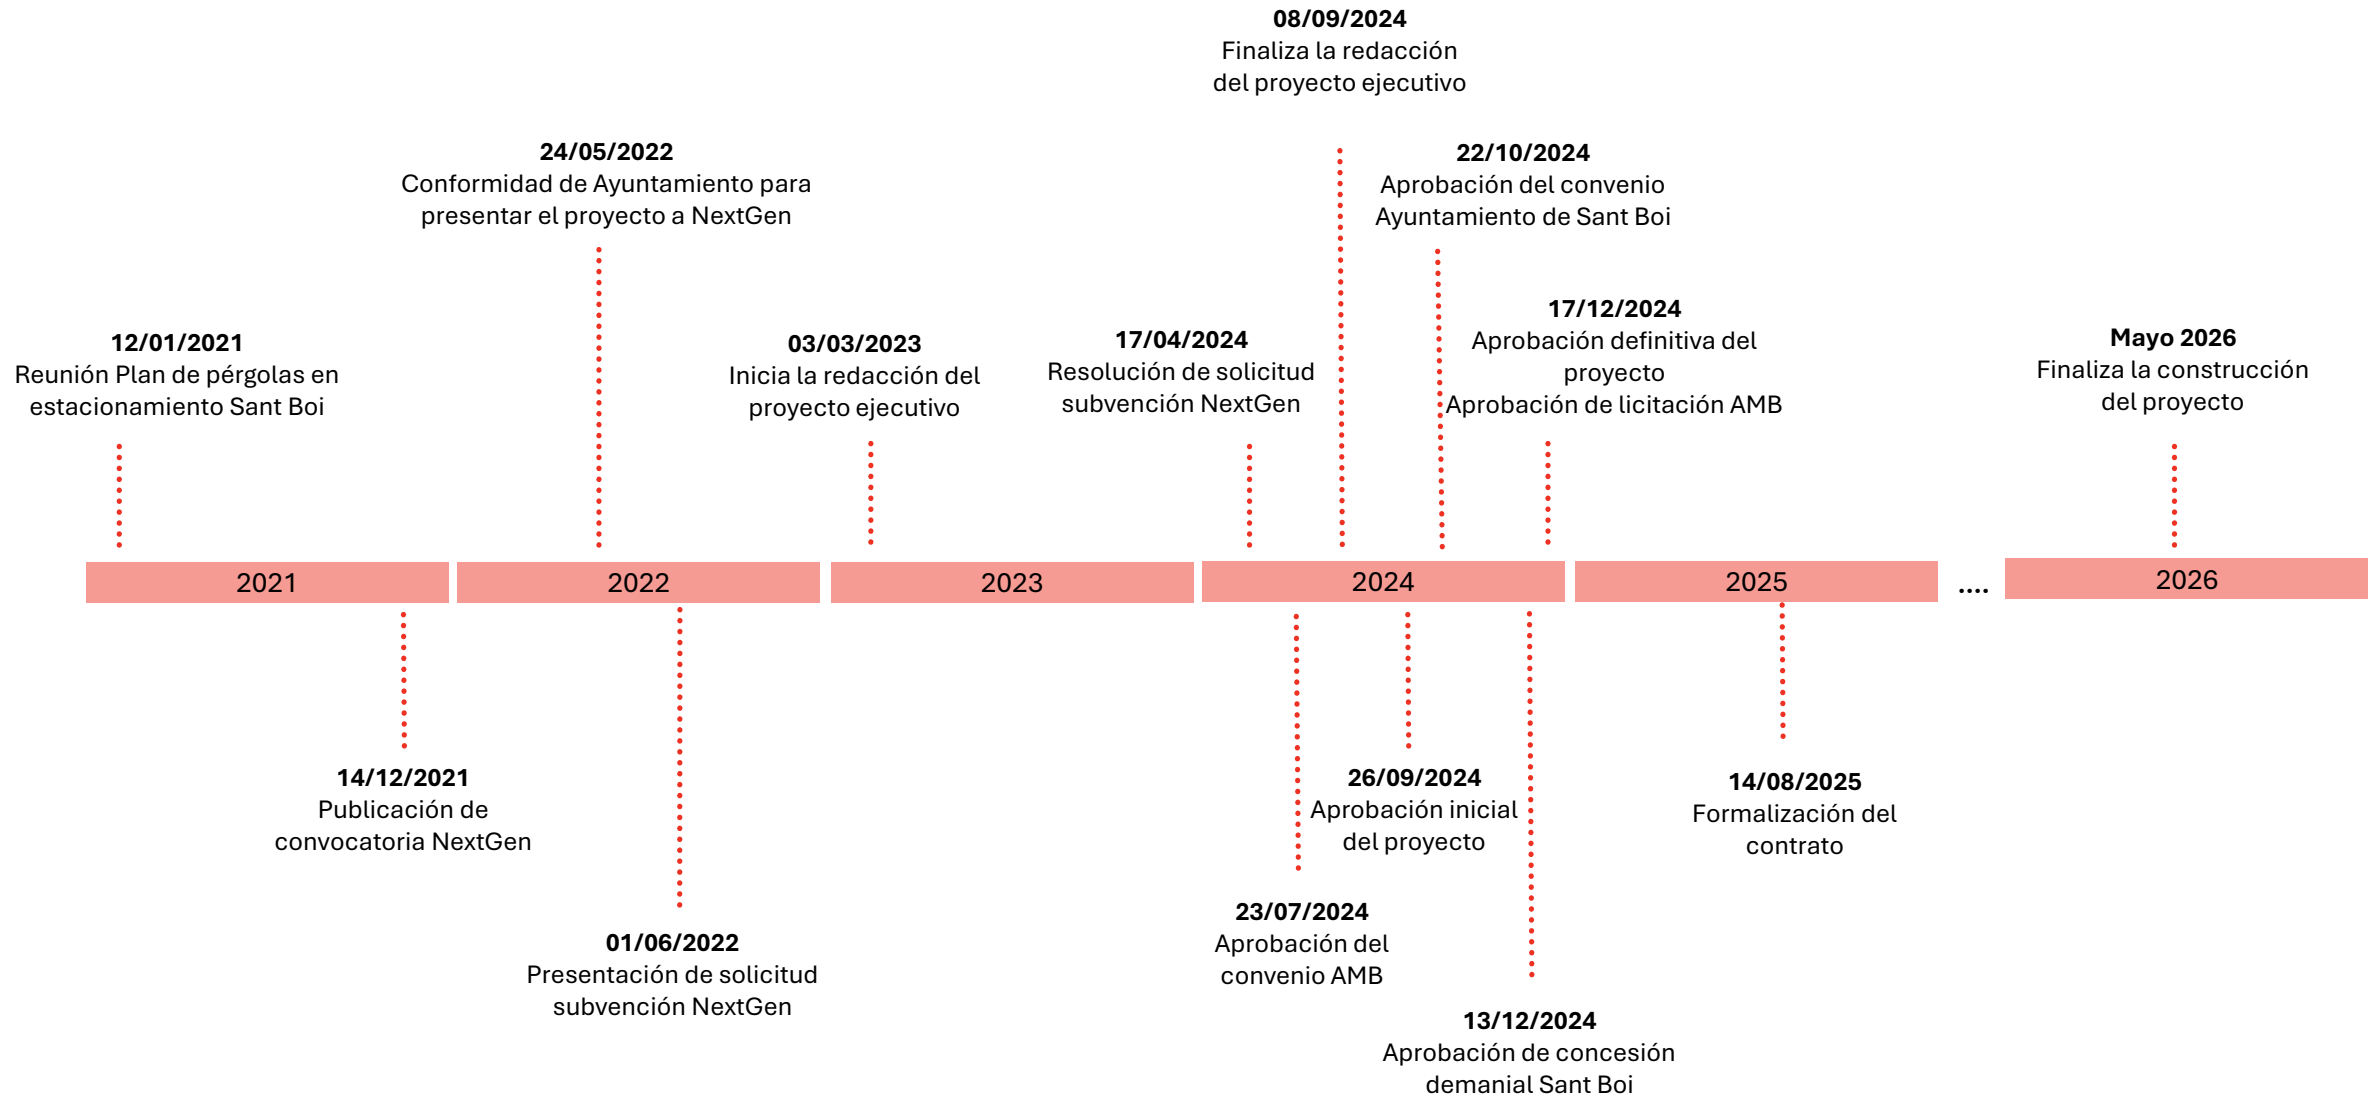 08/09/2024
Finaliza la redacción
del proyecto ejecutivo
24/05/2022
Conformidad de Ayuntamiento para
presentar el proyecto a NextGen
22/10/2024
Aprobación del convenio
Ayuntamiento de Sant Boi
12/01/2021
Reunión Plan de pérgolas en
estacionamiento Sant Boi
03/03/2023
Inicia la redacción del
proyecto ejecutivo
17/04/2024
Resolución de solicitud
subvención NextGen
17/12/2024
Aprobación definitiva del
proyecto
Aprobación de licitación AMB
Mayo 2026
Finaliza la construcción
del proyecto
2021
2022
2023
2024
2025
....
2026
14/12/2021
Publicación de
convocatoria NextGen
01/06/2022
Presentación de solicitud
subvención NextGen
23/07/2024
Aprobación del
convenio AMB
26/09/2024
Aprobación inicial
del proyecto
13/12/2024
Aprobación de concesión
demanial Sant Boi
14/08/2025
Formalización del
contrato